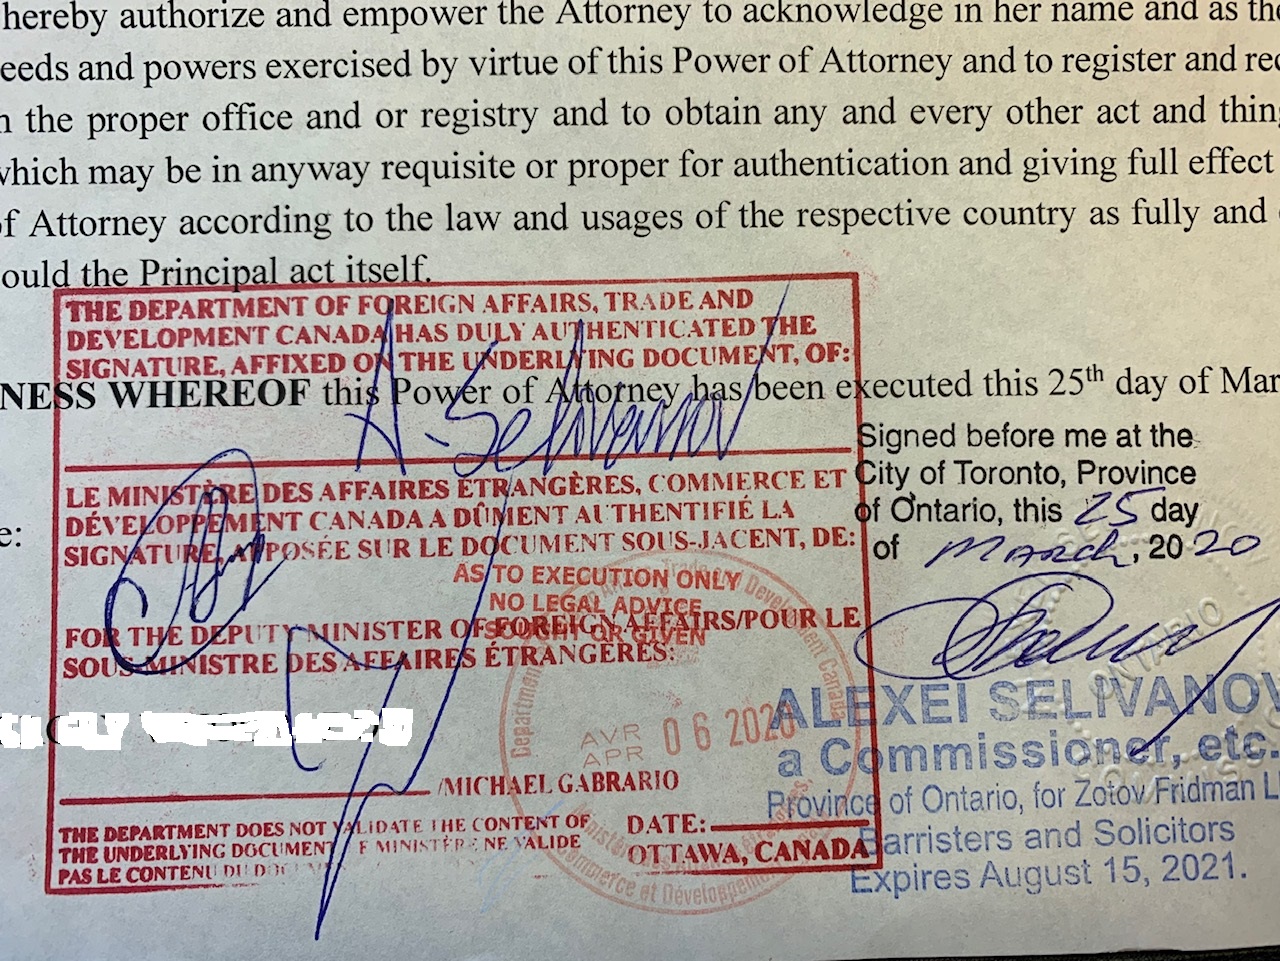 hereby authorize and empower the Attorney to acknowledge in her name and as the
eeds and powers exercised by virtue of this Power of Attorney and to register and rec
n the proper office and or registry and to obtain any and every other act and thing
which may be in anyway requisite or proper for authentication and giving full effect
of Attorney according to the law and usages of the respective country as fully and
ould the Principal act itself.
THE DEPARTMENT OF FOREIGN AFFAIRS, TRADE AND
DEVELOPMENT CANADA HAS DULY AUTHENTICATED THE
SIGNATURE, AFFIXED ON THE UNDERLYING DOCUMENT, OF:
NESS WHEREOF this Power of Attorney has been executed this 25th day of Mar
A. Selivanov
LE MINISTÈRE DES AFFAIRES ÉTRANGÈRES, COMMERCE ET
DÉVELOPPEMENT CANADA A DÛMENT AUTHENTIFIÉ LA
SIGNATURE, APPOSÉE SUR LE DOCUMENT SOUS-JACENT, DE:
e:
AS TO EXECUTION ONLY
NO LEGAL ADVICE
SOUGHT OR GIVEN
FOR THE DEPUTY MINISTER OF FOREIGN AFFAIRS/POUR LE
SOUS-MINISTRE DES AFFAIRES ÉTRANGÈRES:
AVR
APR 06 2020
/MICHAEL GABRARIO
THE DEPARTMENT DOES NOT VALIDATE THE CONTENT OF
THE UNDERLYING DOCUMENT E MINISTÈRE NE VALIDE
PAS LE CONTENU DU
DATE:
OTTAWA, CANADA
Signed before me at the
City of Toronto, Province
of Ontario, this 25 day
of March, 2020
ONTARIO
ALEXEI SELIVANOV
a Commissioner, etc.
Province of Ontario, for Zotov Fridman L
Barristers and Solicitors
Expires August 15, 2021.